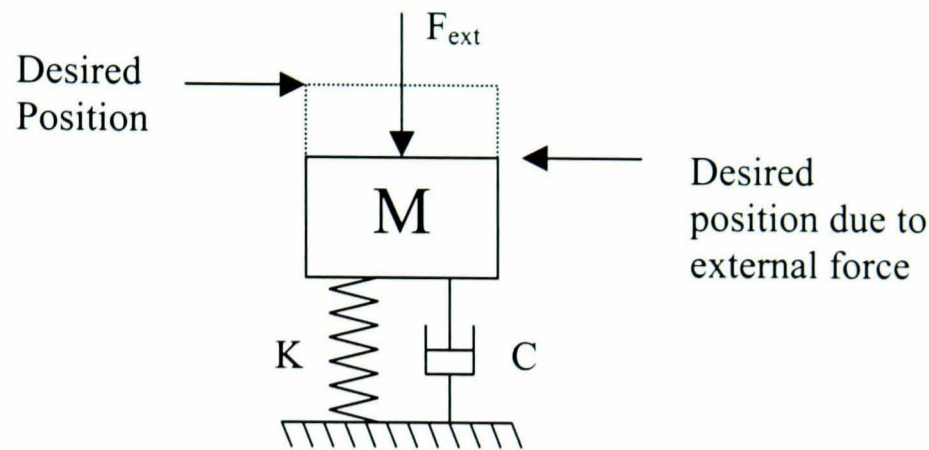 F_ext
Desired
Position
M
Desired
position due to
external force
K
C